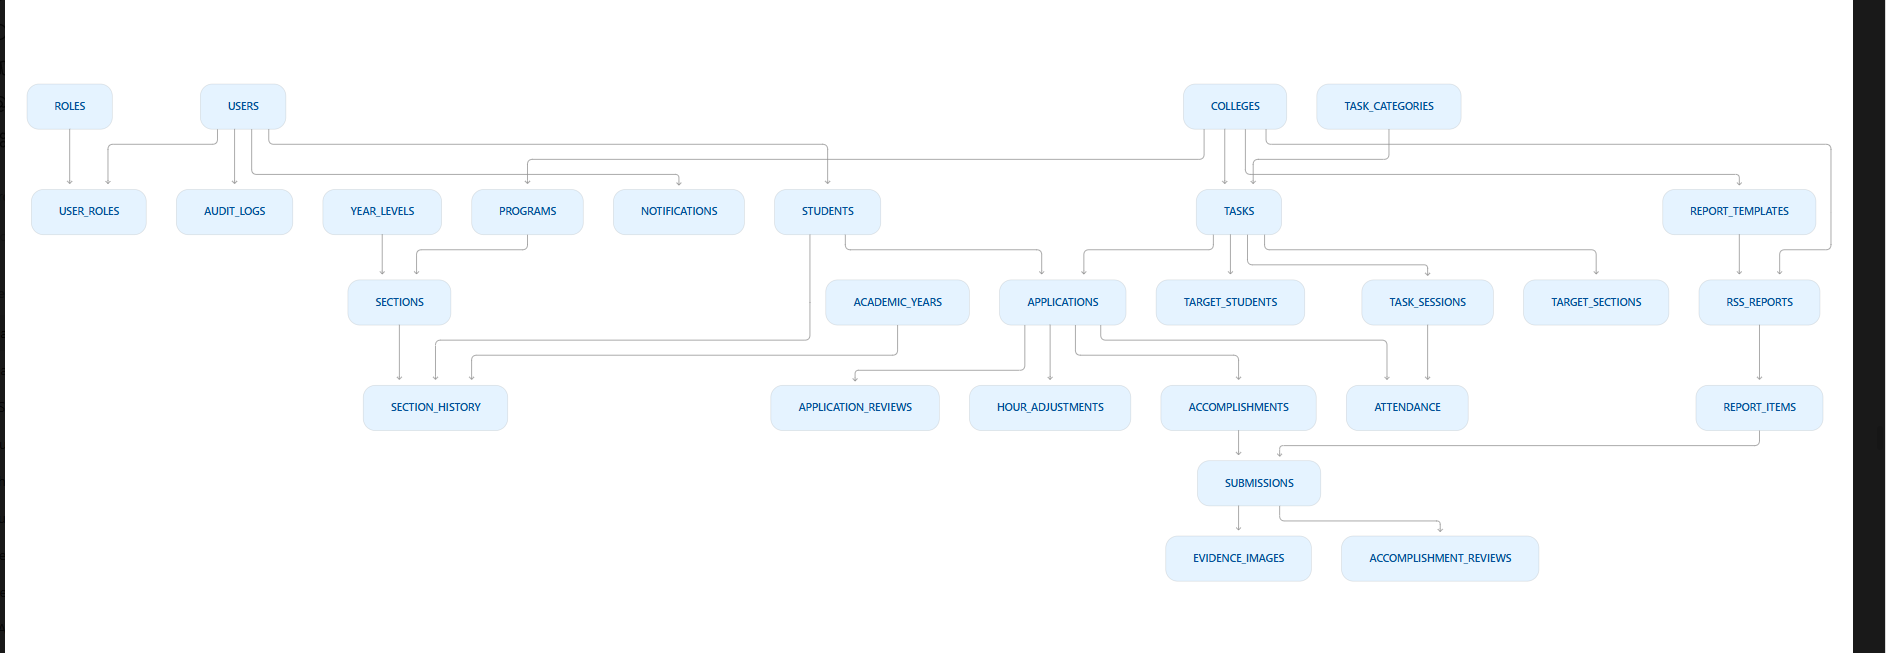 ROLES
USERS
COLLEGES
TASK_CATEGORIES
USER_ROLES
AUDIT_LOGS
YEAR_LEVELS
PROGRAMS
NOTIFICATIONS
STUDENTS
TASKS
REPORT_TEMPLATES
SECTIONS
ACADEMIC_YEARS
APPLICATIONS
TARGET_STUDENTS
TASK_SESSIONS
TARGET_SECTIONS
RSS_REPORTS
SECTION_HISTORY
APPLICATION_REVIEWS
HOUR_ADJUSTMENTS
ACCOMPLISHMENTS
ATTENDANCE
REPORT_ITEMS
SUBMISSIONS
EVIDENCE_IMAGES
ACCOMPLISHMENT_REVIEWS